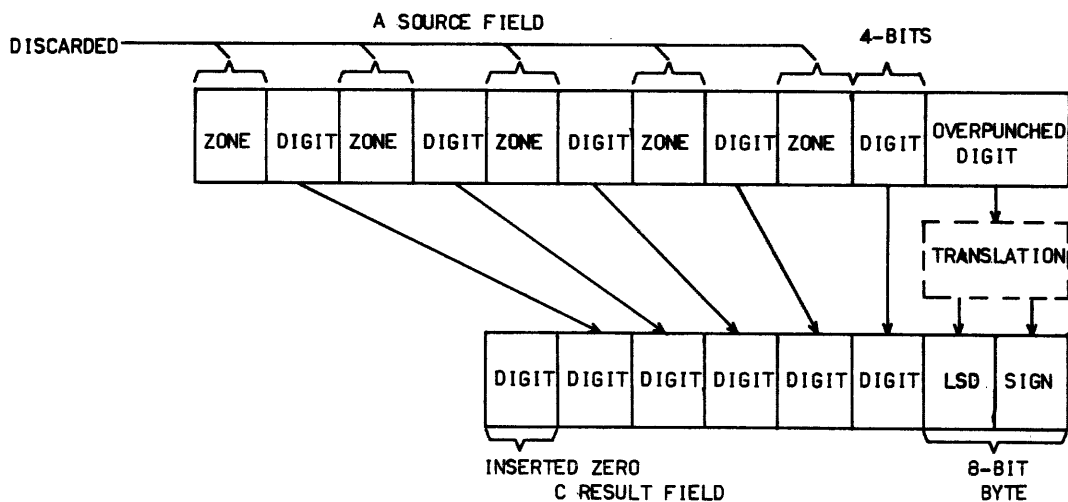 A SOURCE FIELD
DISCARDED
4-BITS
ZONE DIGIT ZONE DIGIT ZONE DIGIT ZONE DIGIT ZONE DIGIT OVERPUNCHED
DIGIT
TRANSLATION
DIGIT DIGIT DIGIT DIGIT DIGIT DIGIT LSD SIGN
INSERTED ZERO
8-BIT
C RESULT FIELD
BYTE